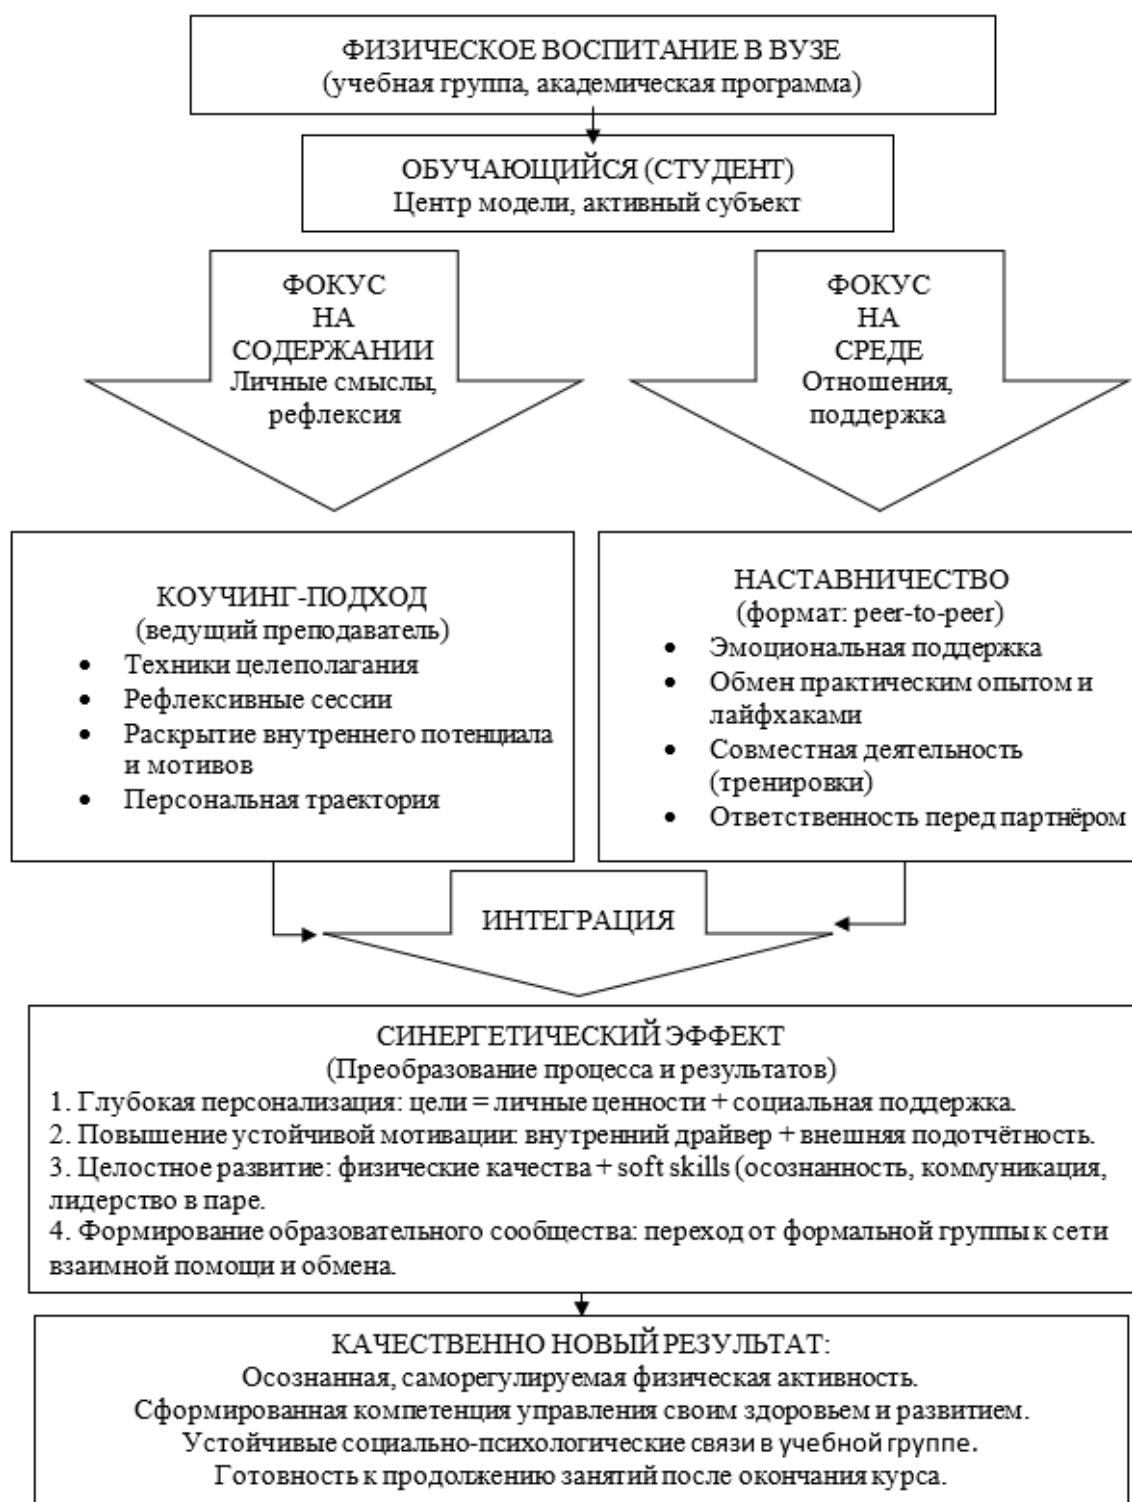 ФИЗИЧЕСКОЕ ВОСПИТАНИЕ В ВУЗЕ
(учебная группа, академическая программа)
ОБУЧАЮЩИЙСЯ (СТУДЕНТ)
Центр модели, активный субъект
ФОКУС
НА
СОДЕРЖАНИИ
Личные смыслы,
рефлексия
ФОКУС
НА
СРЕДЕ
Отношения,
поддержка
КОУЧИНГ-ПОДХОД
(ведущий преподаватель)
• Техники целеполагания
• Рефлексивные сессии
• Раскрытие внутреннего потенциала
и мотивов
• Персональная траектория
НАСТАВНИЧЕСТВО
(формат: peer-to-peer)
• Эмоциональная поддержка
• Обмен практическим опытом и
лайфхаками
• Совместная деятельность
(тренировки)
• Ответственность перед партнёром
ИНТЕГРАЦИЯ
СИНЕРГЕТИЧЕСКИЙ ЭФФЕКТ
(Преобразование процесса и результатов)
1. Глубокая персонализация: цели = личные ценности + социальная поддержка.
2. Повышение устойчивой мотивации: внутренний драйвер + внешняя подотчётность.
3. Целостное развитие: физические качества + soft skills (осознанность, коммуникация,
лидерство в паре.
4. Формирование образовательного сообщества: переход от формальной группы к сети
взаимной помощи и обмена.
КАЧЕСТВЕННО НОВЫЙ РЕЗУЛЬТАТ:
Осознанная, саморегулируемая физическая активность.
Сформированная компетенция управления своим здоровьем и развитием.
Устойчивые социально-психологические связи в учебной группе.
Готовность к продолжению занятий после окончания курса.